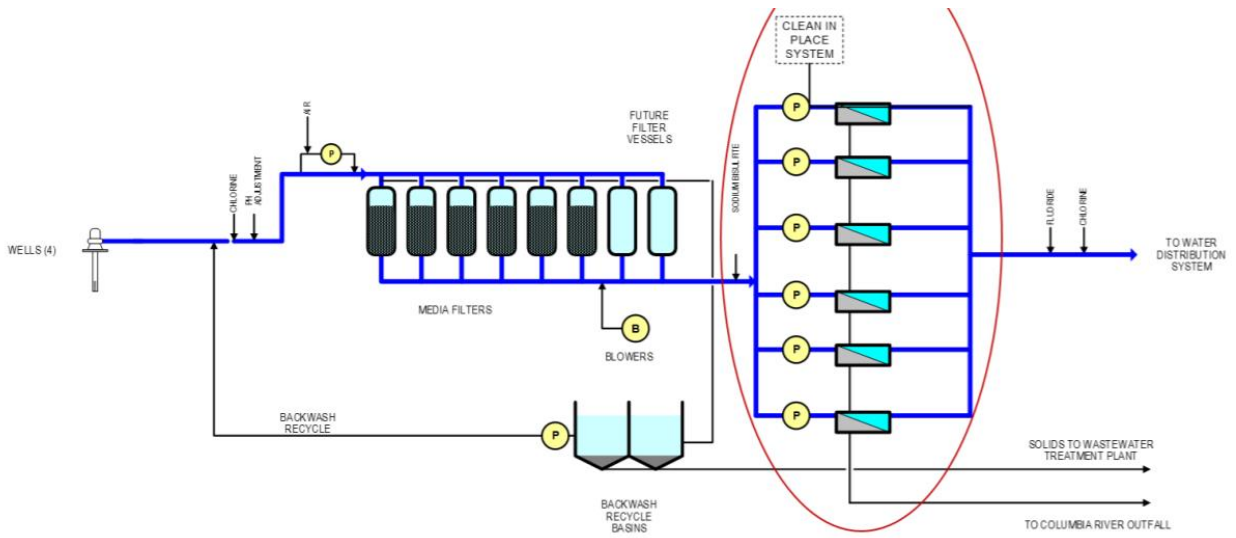 CLEAN IN
PLACE
SYSTEM
P
AIR
P
FUTURE
FILTER
VESSELS
CHLORINE
PH
ADJUSTMENT
SODIUM BISULFITE
P
P
FLUORIDE
CHLORINE
WELLS (4)
TO WATER
DISTRIBUTION
SYSTEM
MEDIA FILTERS
B
BLOWERS
P
P
P
BACKWASH
RECYCLE
P
SOLIDS TO WASTEWATER
TREATMENT PLANT
BACKWASH
RECYCLE
BASINS
TO COLUMBIA RIVER OUTFALL